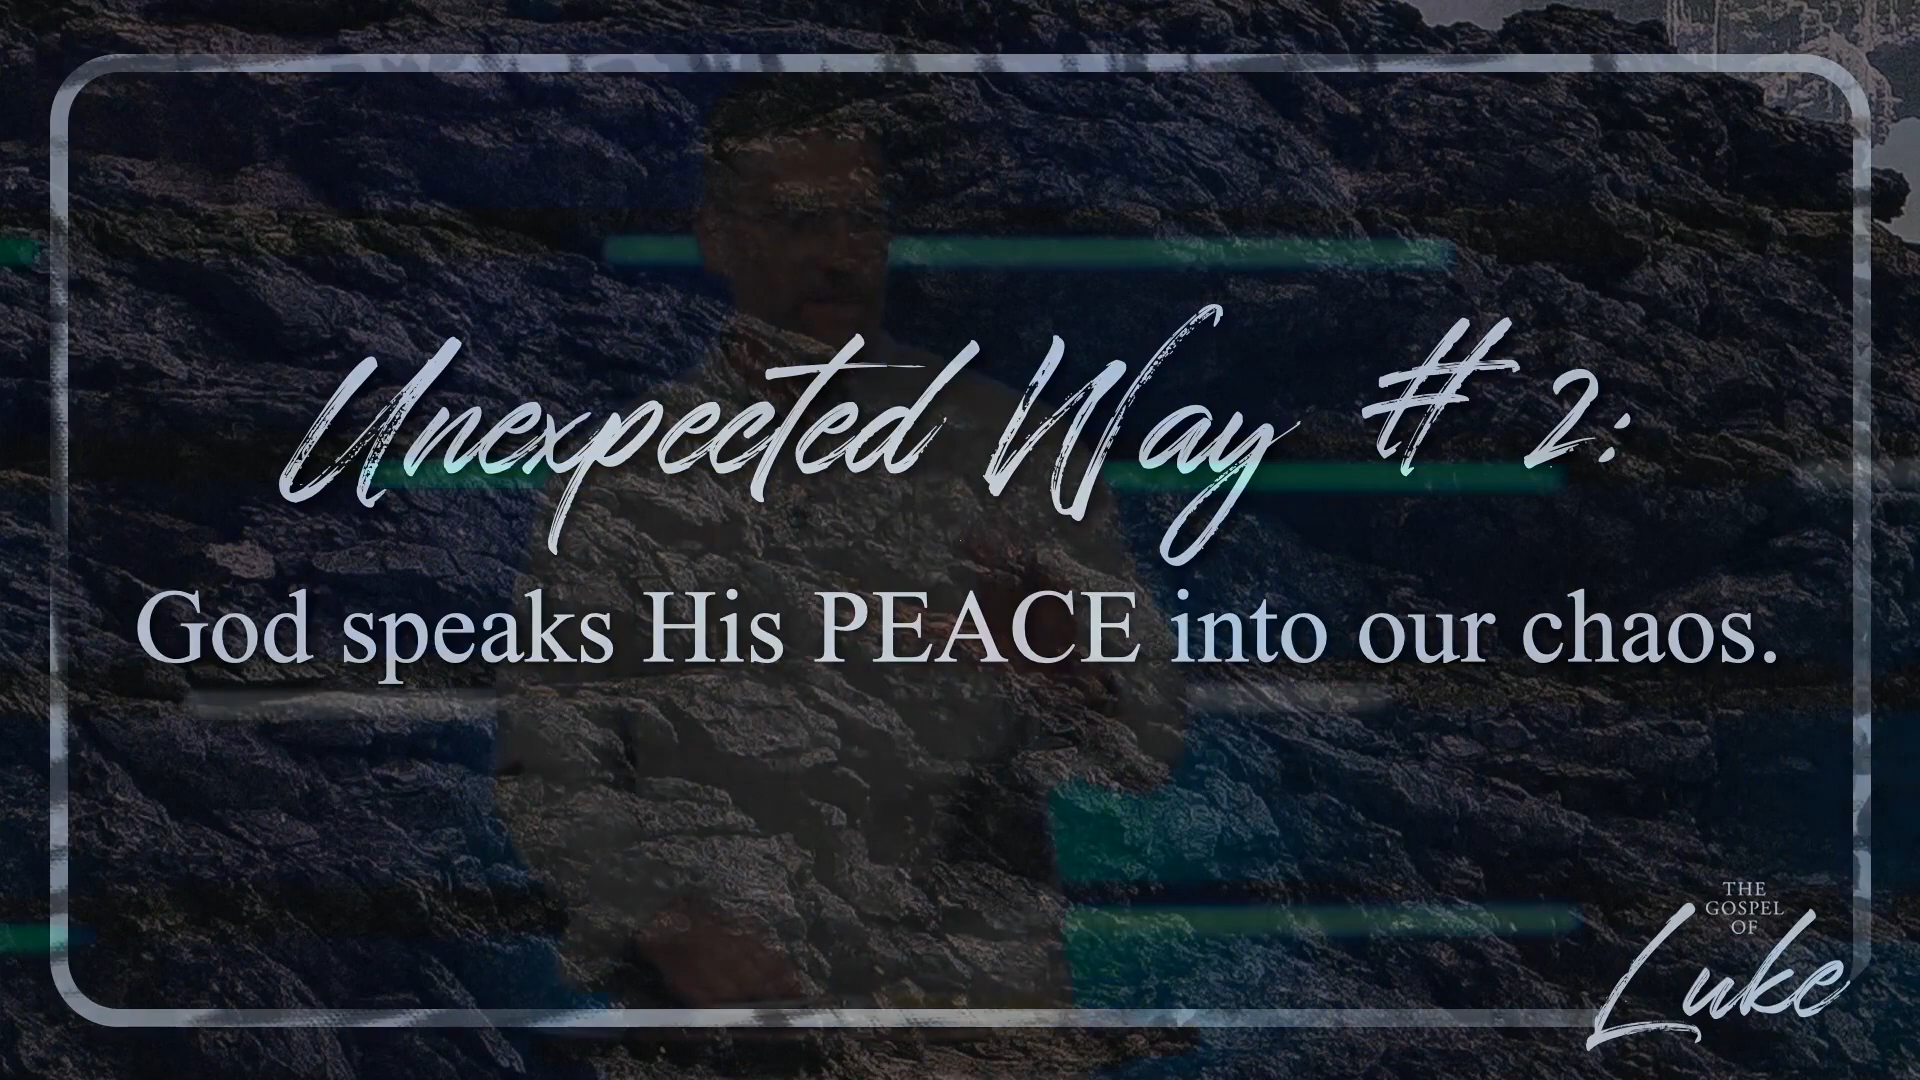 Unexpected Way # 2:
God speaks His PEACE into our chaos.
THE
GOSPEL
OF
Luke